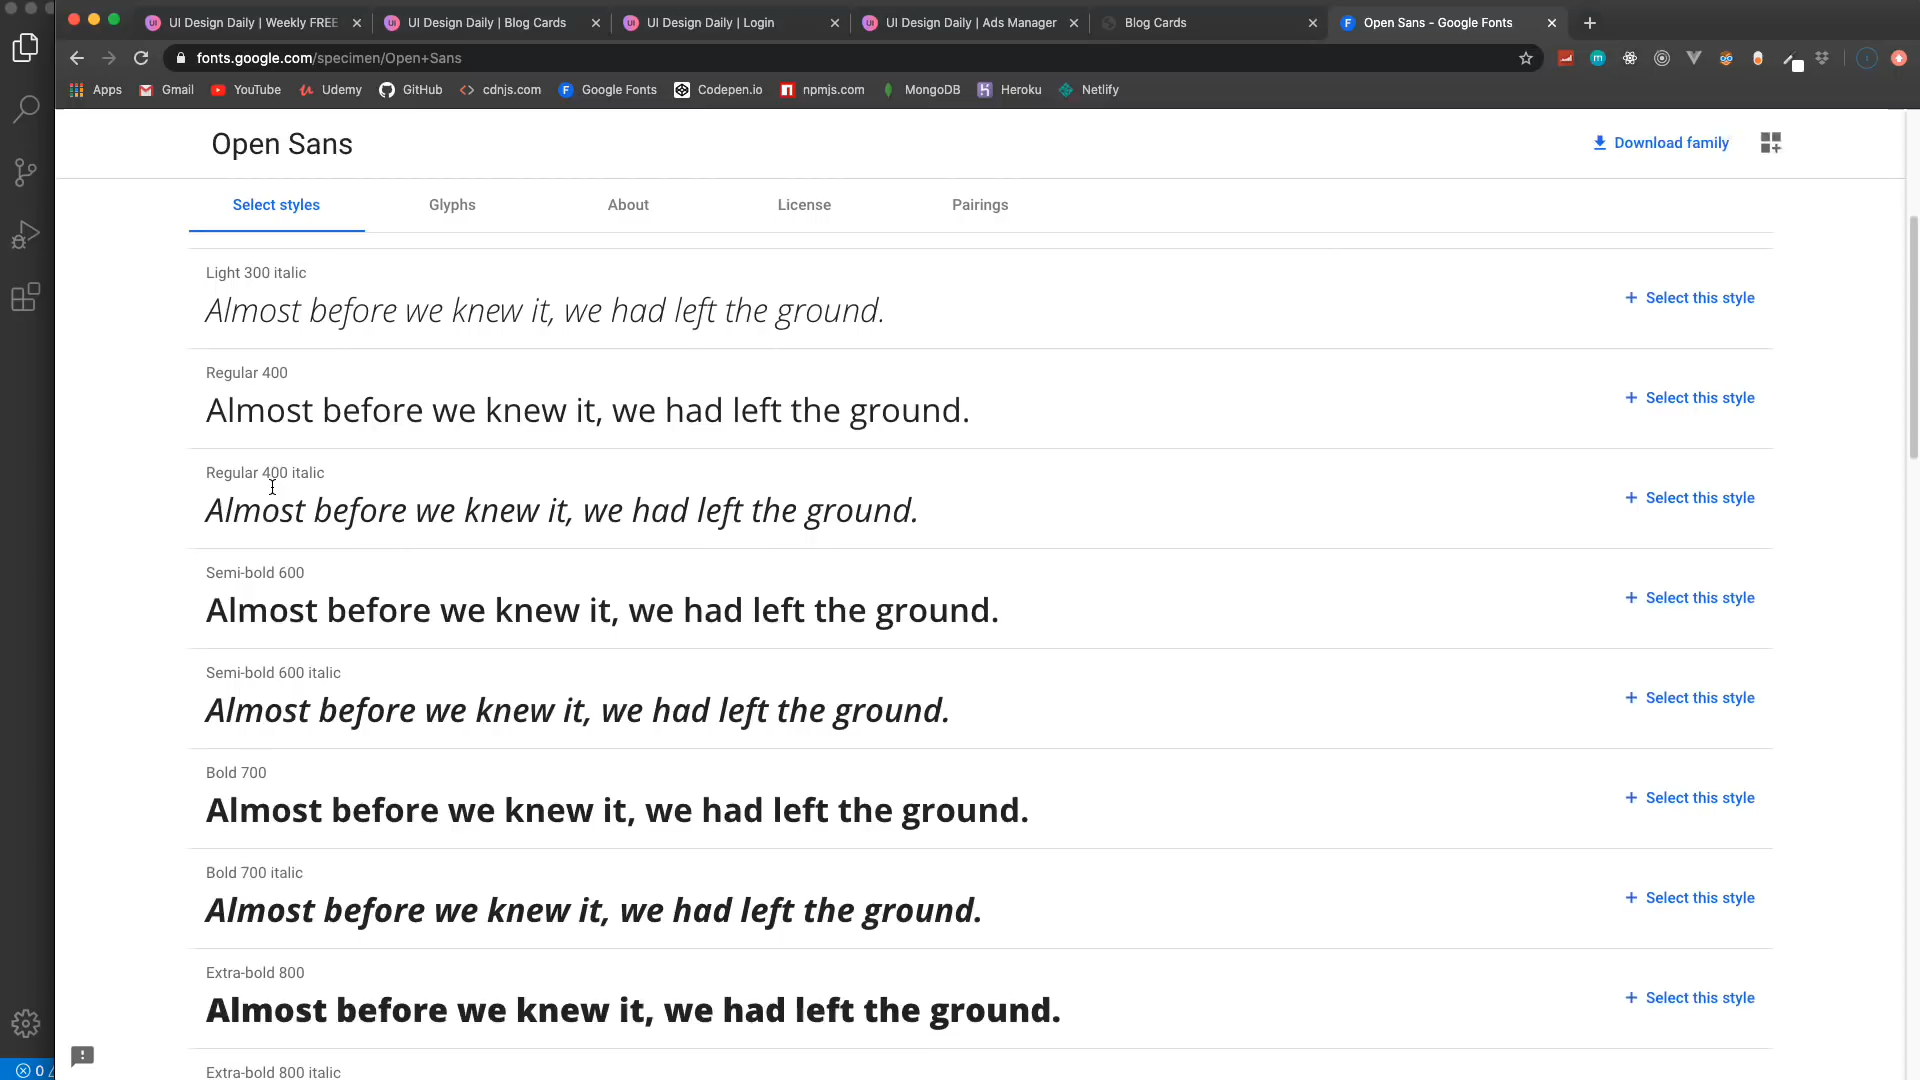 UI Design Daily | Weekly FREE
UI Design Daily | Blog Cards
UI Design Daily | Login
UI Design Daily | Ads Manager
Blog Cards
Open Sans - Google Fonts
fonts.google.com/specimen/Open+Sans
Apps Gmail YouTube Udemy GitHub cdnjs.com Google Fonts Codepen.io npmjs.com MongoDB Heroku Netlify
Open Sans
Download family
Select styles Glyphs About License Pairings
Light 300 italic
Almost before we knew it, we had left the ground.
+ Select this style
Regular 400
Almost before we knew it, we had left the ground.
+ Select this style
Regular 400 italic
Almost before we knew it, we had left the ground.
+ Select this style
Semi-bold 600
Almost before we knew it, we had left the ground.
+ Select this style
Semi-bold 600 italic
Almost before we knew it, we had left the ground.
+ Select this style
Bold 700
Almost before we knew it, we had left the ground.
+ Select this style
Bold 700 italic
Almost before we knew it, we had left the ground.
+ Select this style
Extra-bold 800
Almost before we knew it, we had left the ground.
+ Select this style
Extra-bold 800 italic
0